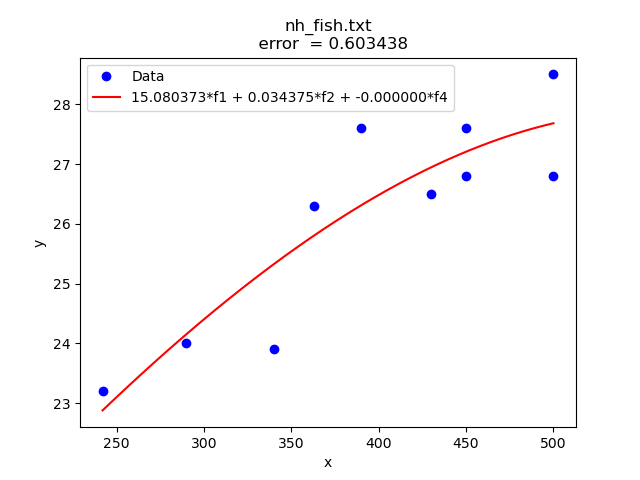 nh_fish.txt
error  = 0.603438
Data
15.080373*f1 + 0.034375*f2 + -0.000000*f4
28
27
26
25
24
23
y
250 300 350 400 450 500
x